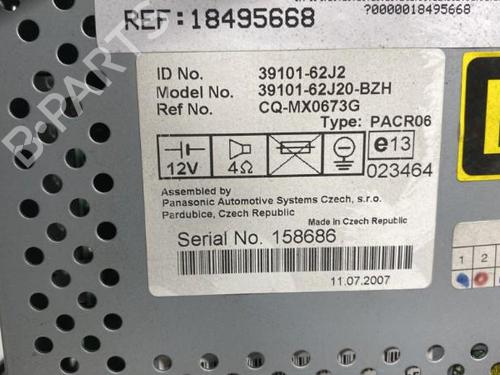 REF:18495668
?0000018495668
ID No. 39101-62J2
Model No. 39101-62J20-BZH
Ref No. CQ-MX0673G
Type: PACR06
12V 4Ω e13
023464
Assembled by
Panasonic Automotive Systems Czech, s.r.o.
Pardubice, Czech Republic
Made in Czech Republic
Serial No. 158686
11.07.2007
1 2